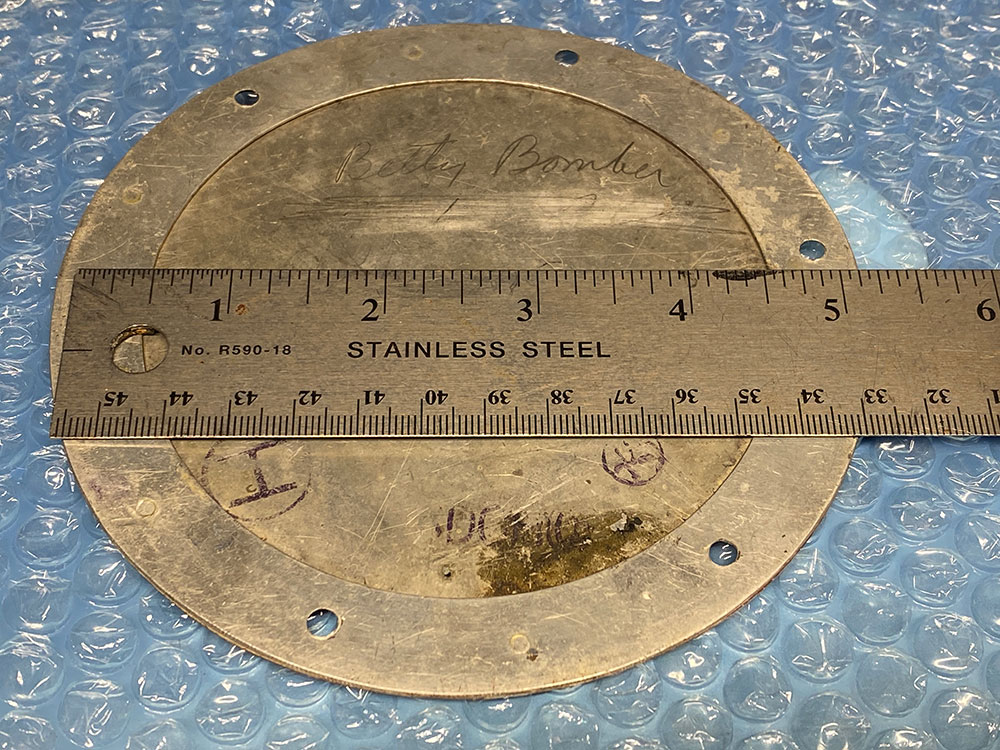 Betty Bomber
1 2 3 4 5 6
No. R590-18 STAINLESS STEEL
45 44 43 42 41 40 39 38 37 36 35 34 33 32
H